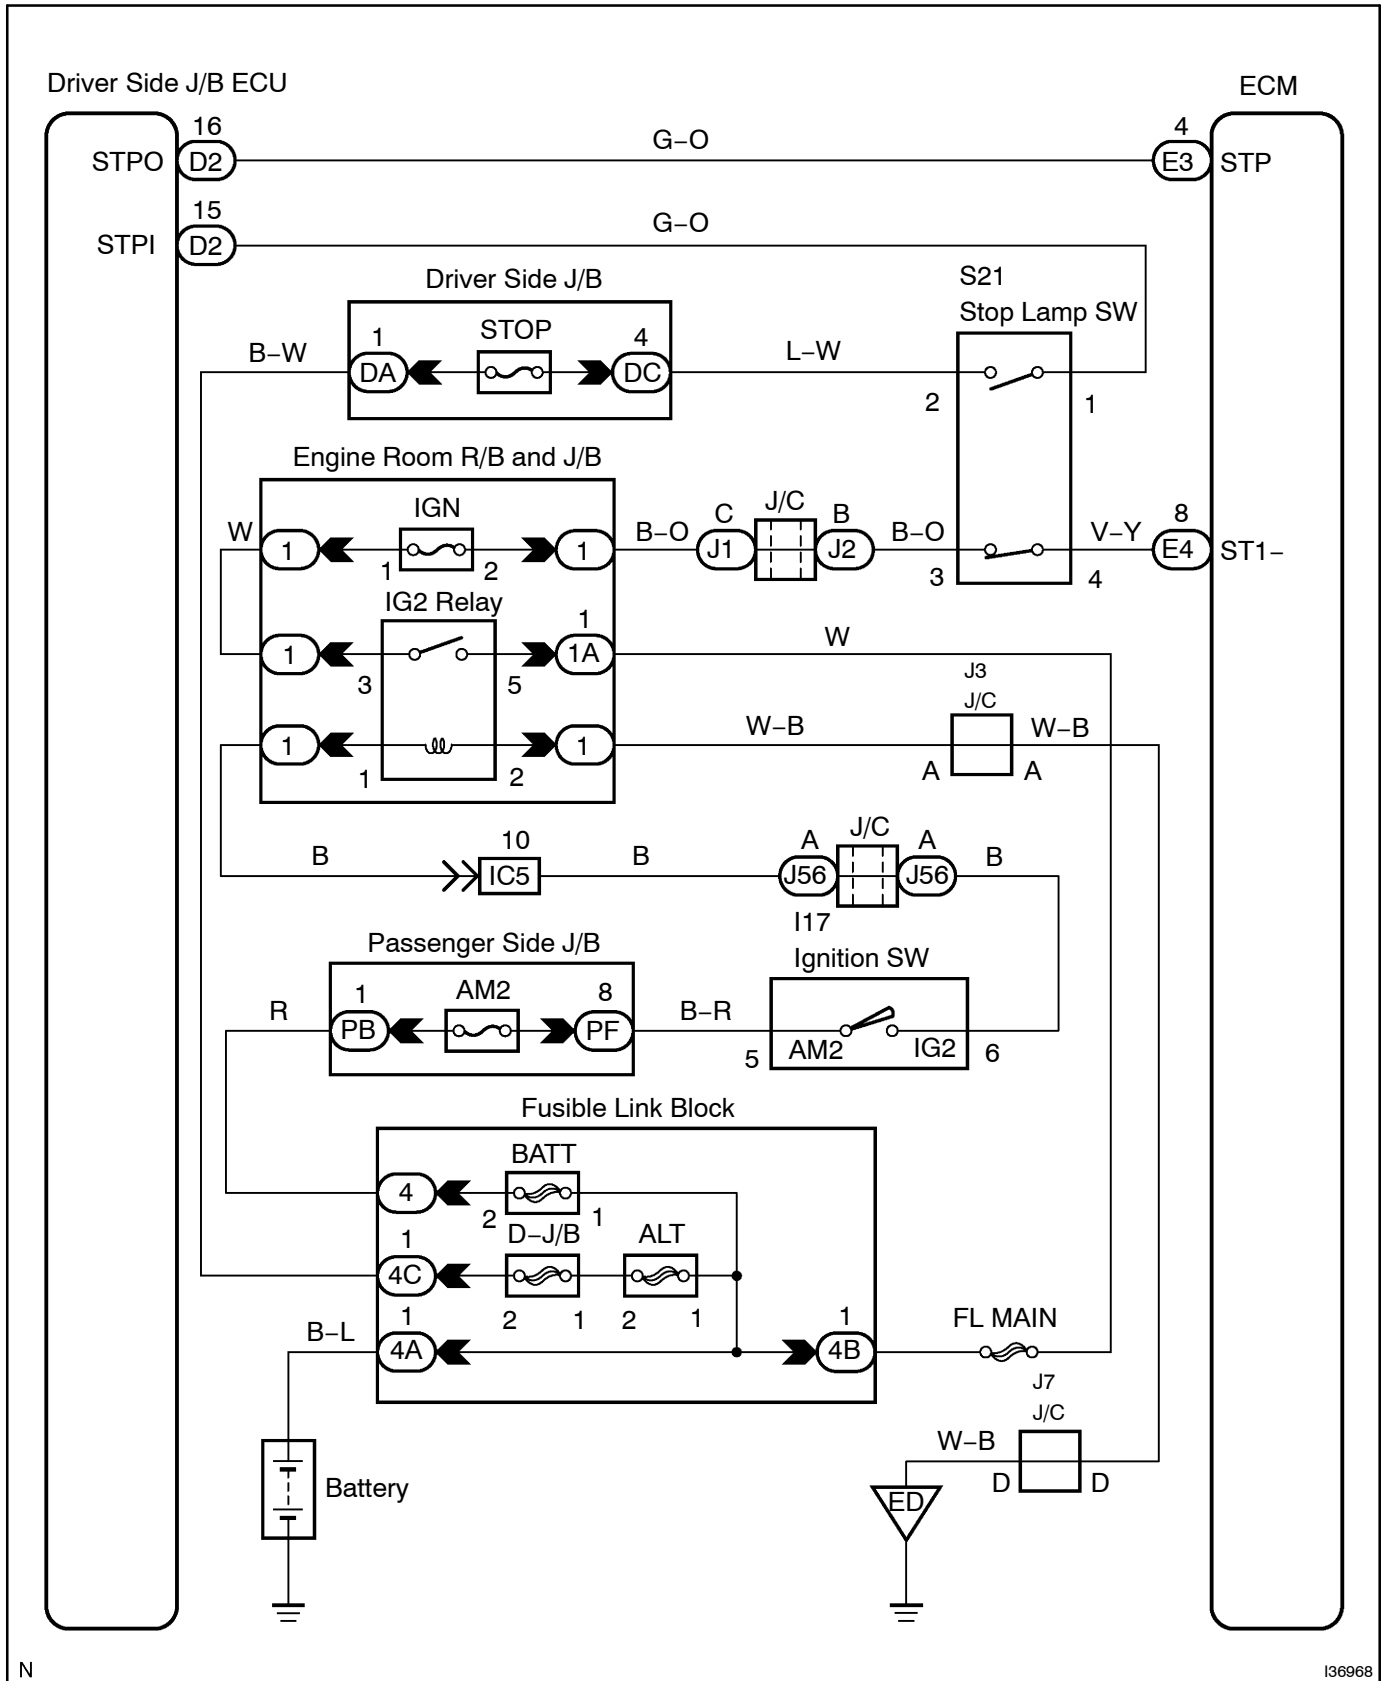 Driver Side J/B ECU
ECM
16
G–O
4
STPO
D2
E3
STP
15
G–O
STPI
D2
Driver Side J/B
S21
Stop Lamp SW
1
STOP
4
B–W
L–W
DA
DC
2
1
Engine Room R/B and J/B
IGN
C
J/C
B
8
W
1
1
B–O
J1
J2
B–O
V–Y
E4
ST1–
1
2
3
4
IG2 Relay
1
W
1
1A
3
5
J3
J/C
W–B
W–B
1
1
1
2
A
A
10
A
J/C
A
B
B
B
IC5
J56
J56
I17
Passenger Side J/B
Ignition SW
1
AM2
8
R
B–R
PB
PF
5
AM2
IG2
6
Fusible Link Block
BATT
4
2
1
1
D–J/B
ALT
4C
1
2
1
2
1
1
FL MAIN
B–L
4A
4B
J7
J/C
W–B
D
D
Battery
ED
N
I36968